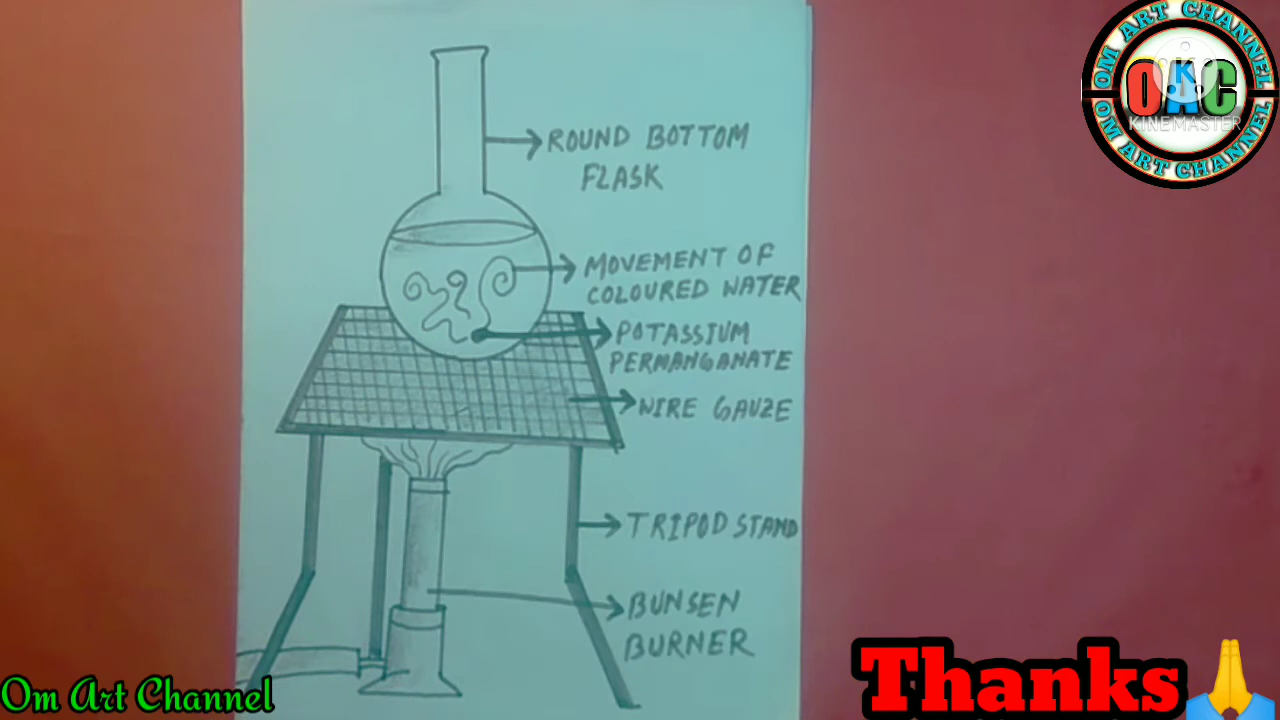 OM ART CHANNEL
OAC
K
KINEMASTER
OM ART CHANNEL
ROUND BOTTOM
FLASK
MOVEMENT OF
COLOURED WATER
POTASSIUM
PERMANGANATE
WIRE GAUZE
TRIPOD STAND
BUNSEN
BURNER
Om Art Channel
Thanks